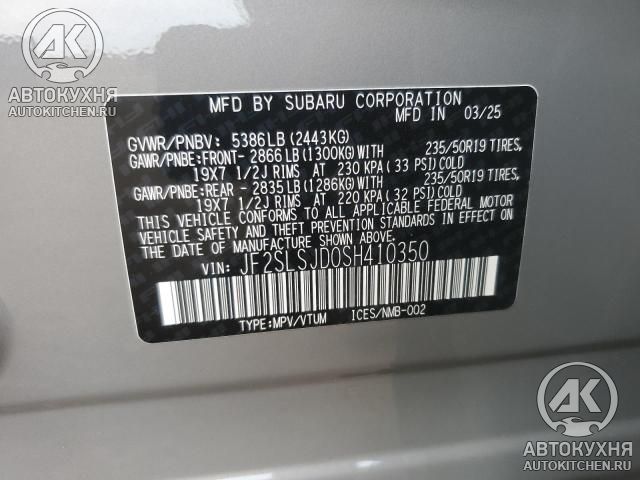 АК
АВТОКУХНЯ
AUTOKITCHEN.RU
MFD BY SUBARU CORPORATION
MFD IN 03/25
GVWR/PNBV: 5386LB(2443KG)
GAWR/PNBE:FRONT- 2866LB(1300KG)WITH 235/50R19 TIRES,
19X7 1/2J RIMS AT 230 KPA (33 PSI)COLD
GAWR/PNBE:REAR - 2835LB(1286KG)WITH 235/50R19 TIRES,
19X7 1/2J RIMS AT 220 KPA (32 PSI)COLD
THIS VEHICLE CONFORMS TO ALL APPLICABLE FEDERAL MOTOR
VEHICLE SAFETY AND THEFT PREVENTION STANDARDS IN EFFECT ON
THE DATE OF MANUFACTURE SHOWN ABOVE.
VIN: JF2SLSJD0SH410350
TYPE:MPV/VTUM ICES/NMB-002
АК
АВТОКУХНЯ
AUTOKITCHEN.RU